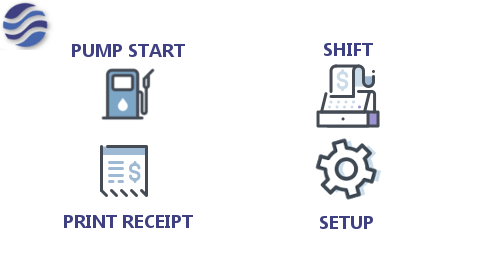 PUMP START
SHIFT
$
$
PRINT RECEIPT
SETUP